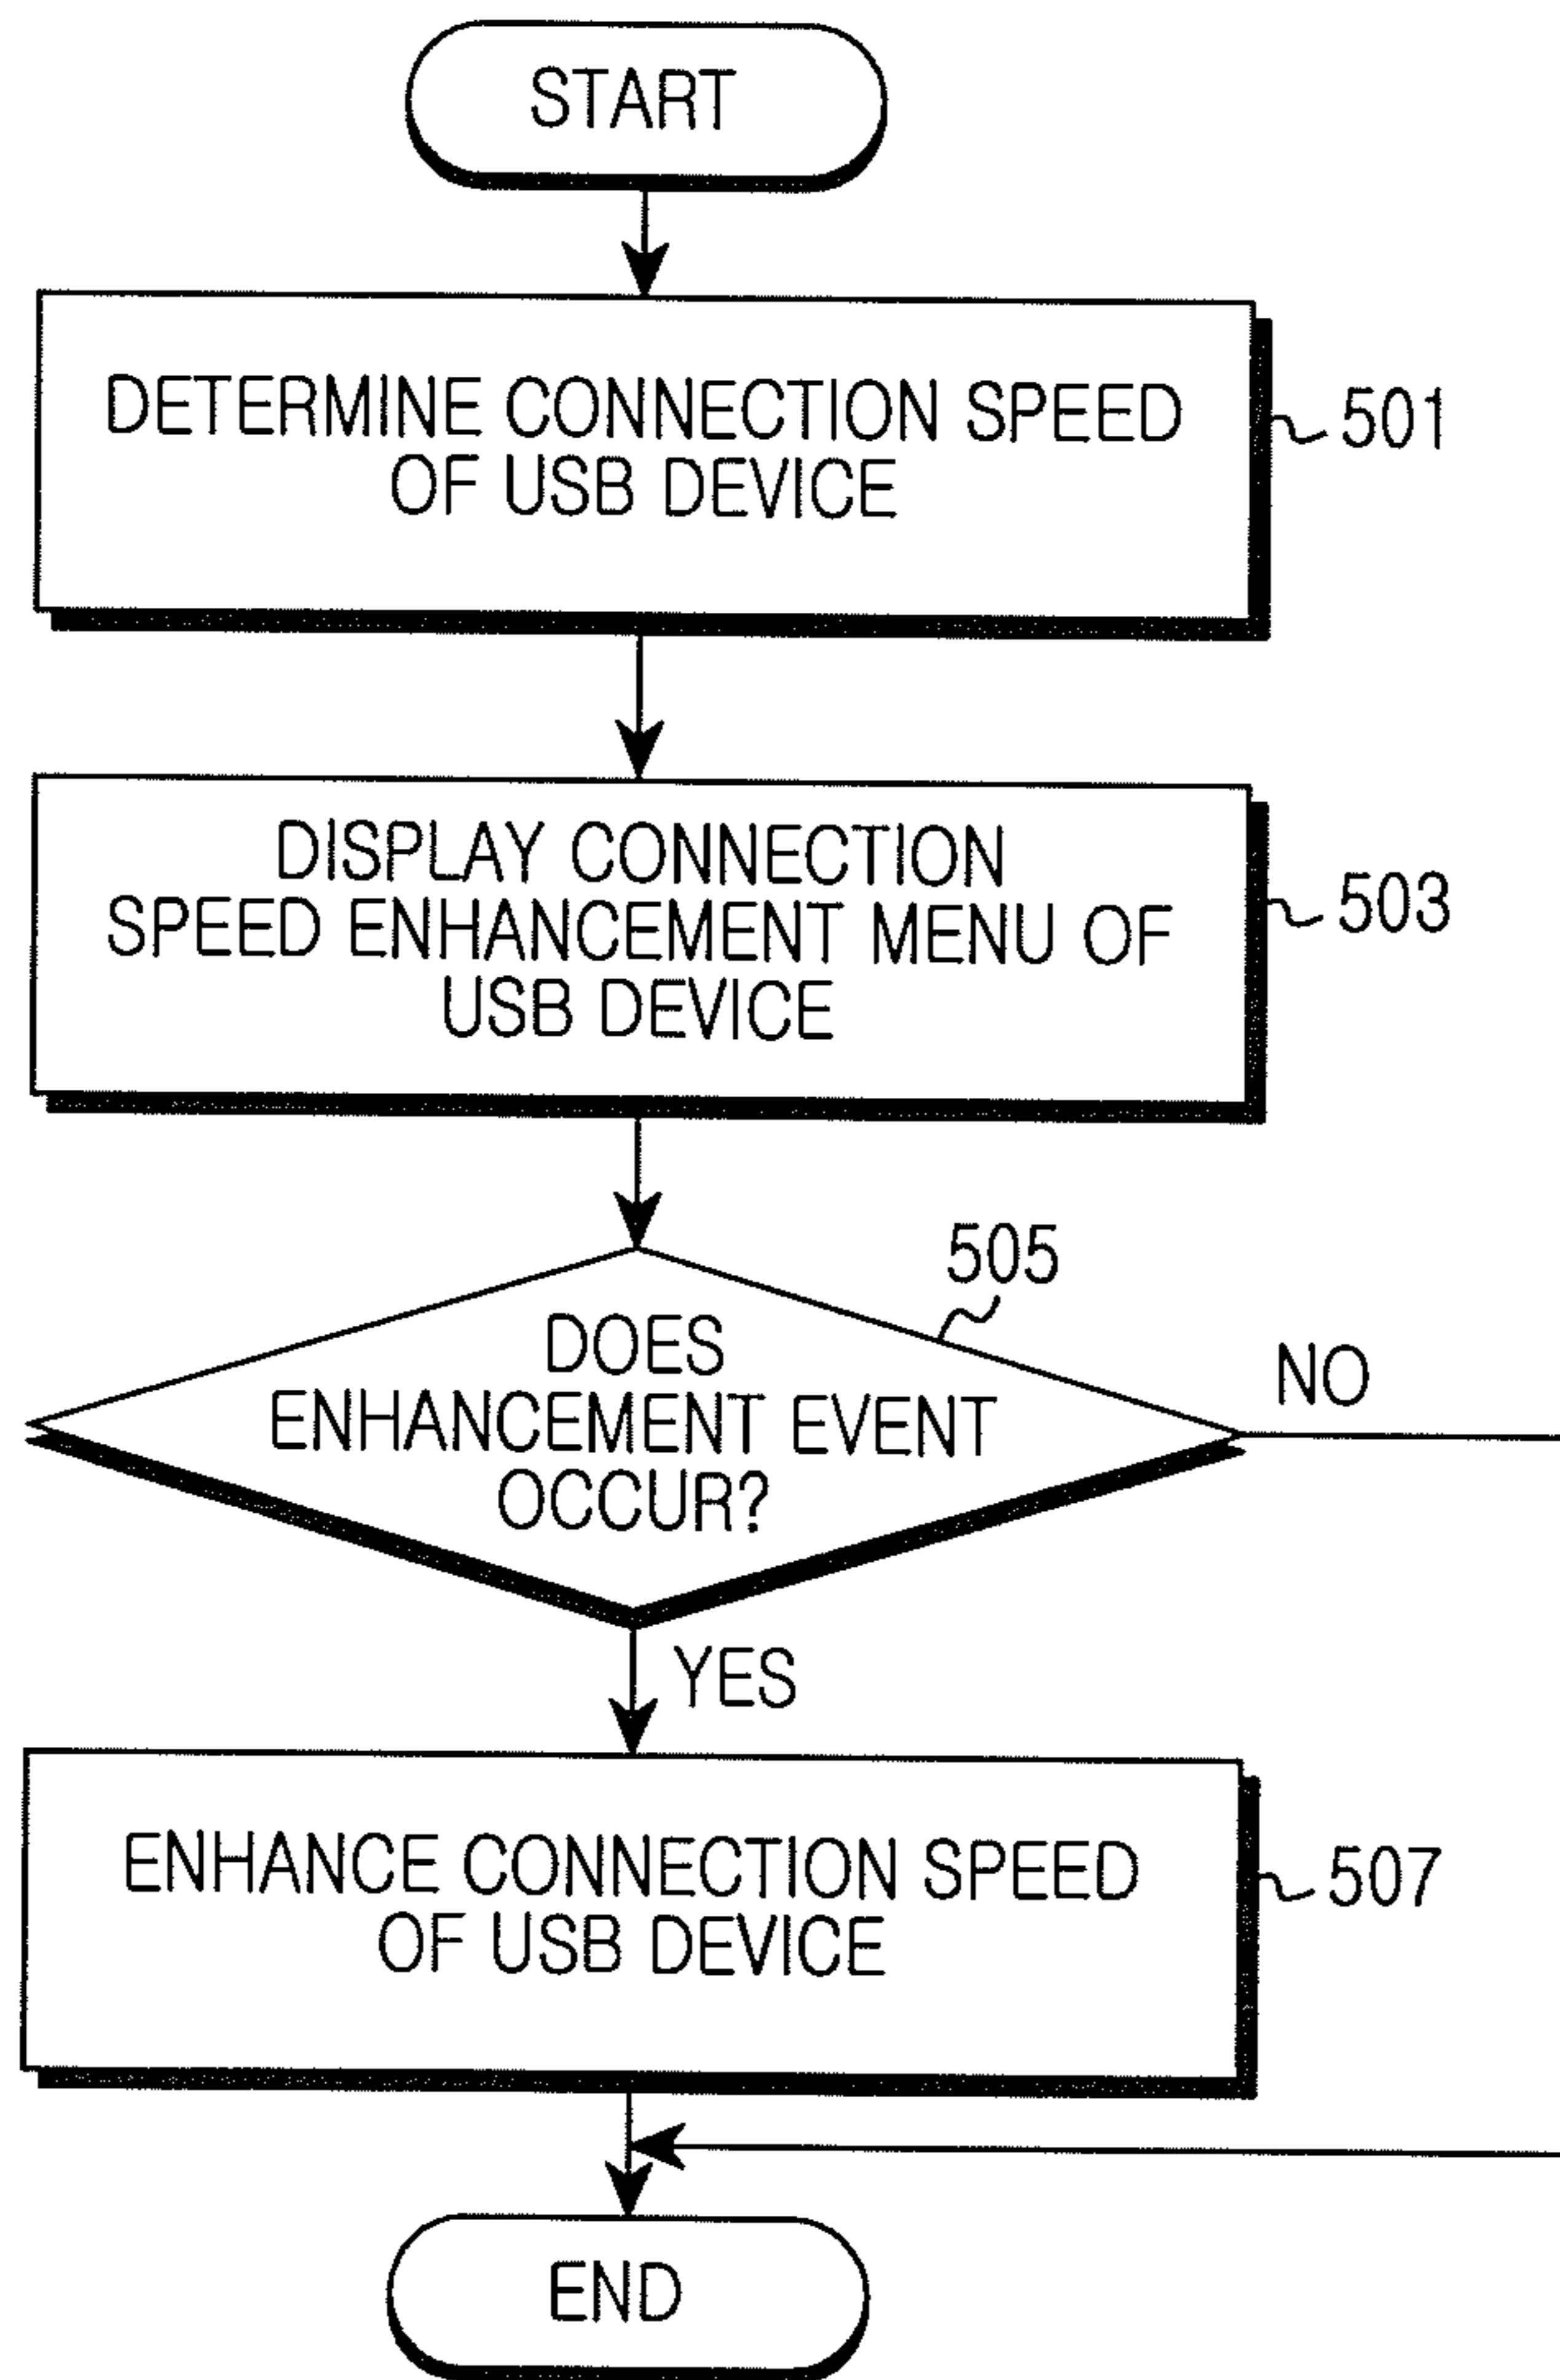 START
DETERMINE CONNECTION SPEED
OF USB DEVICE
501
DISPLAY CONNECTION
SPEED ENHANCEMENT MENU OF
USB DEVICE
503
505
DOES
ENHANCEMENT EVENT
OCCUR?
NO
YES
ENHANCE CONNECTION SPEED
OF USB DEVICE
507
END